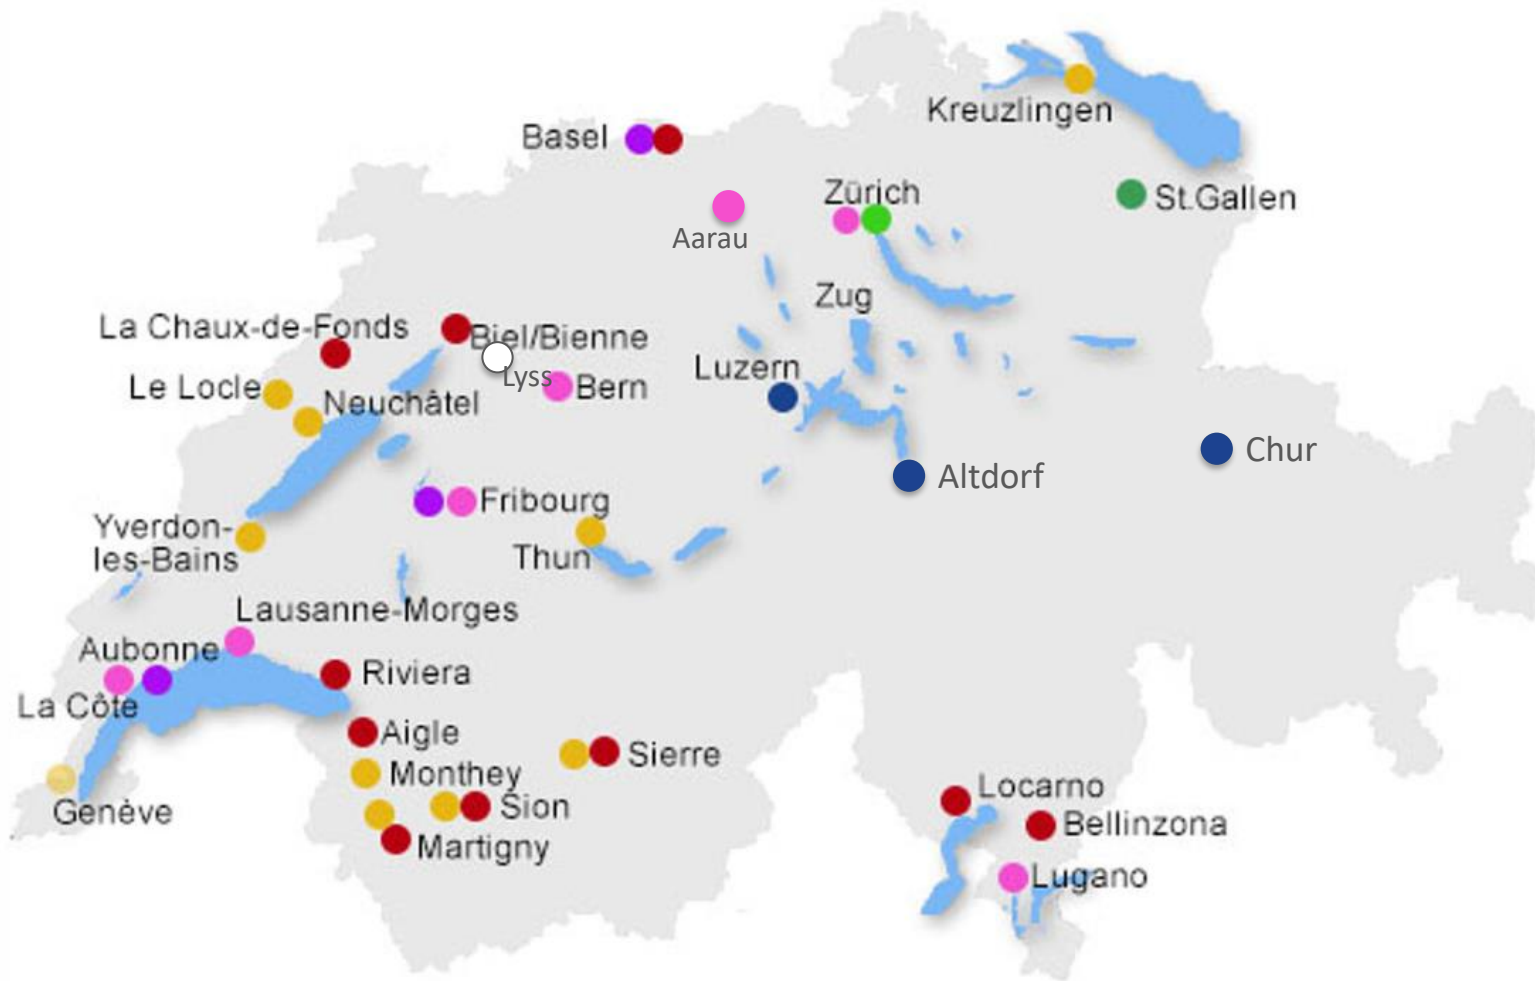 Kreuzlingen
Basel
Zürich
St.Gallen
Aarau
Zug
La Chaux-de-Fonds
Biel/Bienne
Luzern
Lyss
Le Locle
Bern
Neuchâtel
Chur
Altdorf
Fribourg
Yverdon-
les-Bains
Thun
Lausanne-Morges
Aubonne
Riviera
La Côte
Aigle
Sierre
Monthey
Locarno
Genève
Sion
Bellinzona
Martigny
Lugano